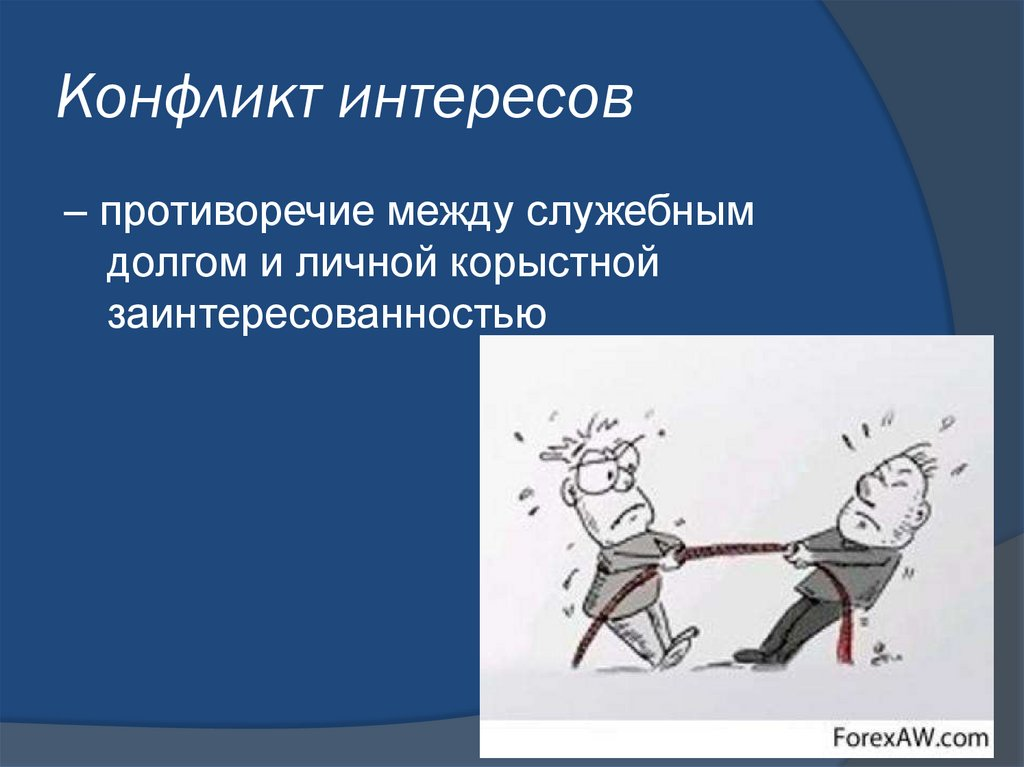 Конфликт интересов
– противоречие между служебным
долгом и личной корыстной
заинтересованностью
ForexAW.com